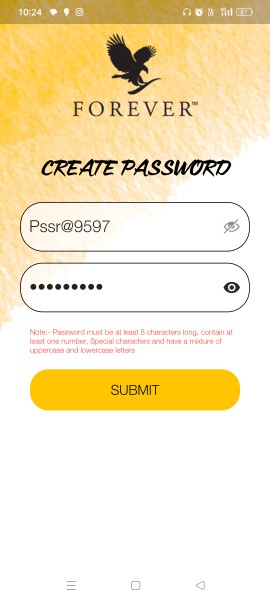 10:24
87
FOREVER™
CREATE PASSWORD
Pssr@9597
•••••••••
Note:- Password must be at least 8 characters long, contain at
least one number, Special characters and have a mixture of
uppercase and lowercase letters
SUBMIT